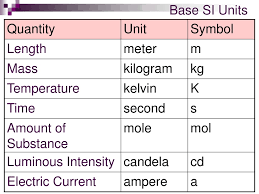 Base SI Units
Quantity Unit Symbol
Length meter m
Mass kilogram kg
Temperature kelvin K
Time second s
Amount of mole mol
Substance
Luminous Intensity candela cd
Electric Current ampere a